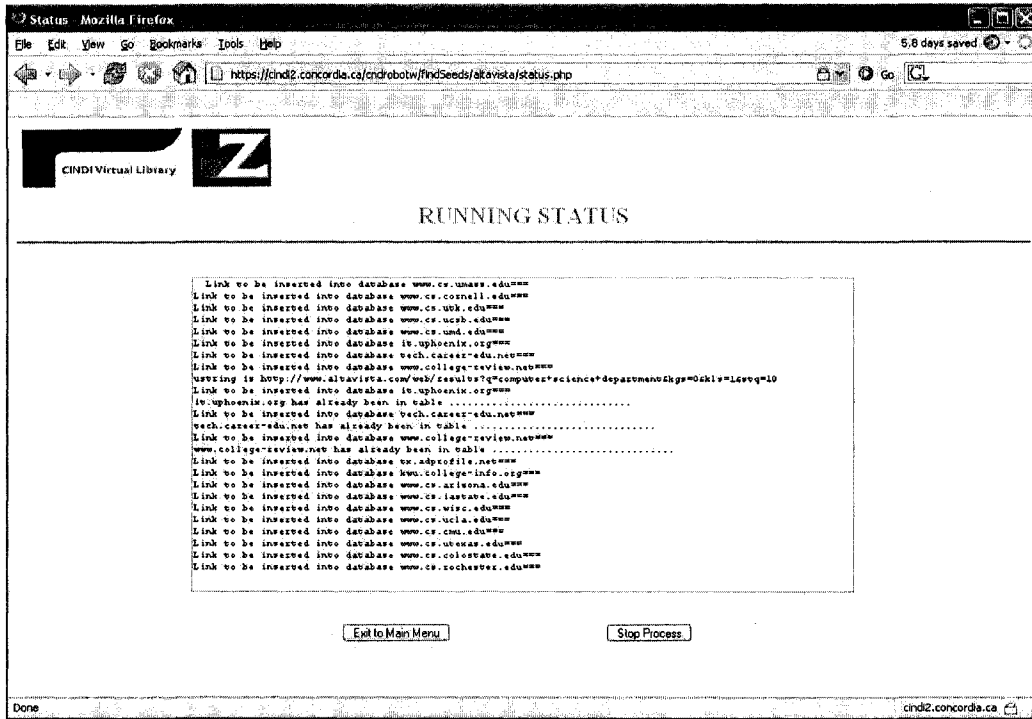 Status - Mozilla Firefox
File Edit View Go Bookmarks Tools Help
5,8 days saved
https://cindi2.concordia.ca/cndrobotw/findSeeds/altavista/status.php
Go
CINDI Virtual Library
Z
RUNNING STATUS
Link to be inserted into database www.cs.umass.edu===
Link to be inserted into database www.cs.cornell.edu===
Link to be inserted into database www.cs.utk.edu===
Link to be inserted into database www.cs.ucsb.edu===
Link to be inserted into database www.cs.umd.edu===
Link to be inserted into database it.uphoenix.org===
Link to be inserted into database tech.career-edu.net===
Link to be inserted into database www.college-review.net===
ustring is http://www.altavista.com/web/results?q=computer+science+department&kgs=0&kls=1&stq=10
Link to be inserted into database it.uphoenix.org===
it.uphoenix.org has already been in table ..............................
Link to be inserted into database tech.career-edu.net===
tech.career-edu.net has already been in table ..............................
Link to be inserted into database www.college-review.net===
www.college-review.net has already been in table ..............................
Link to be inserted into database tx.adprofile.net===
Link to be inserted into database kwu.college-info.org===
Link to be inserted into database www.cs.arizona.edu===
Link to be inserted into database www.cs.iastate.edu===
Link to be inserted into database www.cs.wisc.edu===
Link to be inserted into database www.cs.ucla.edu===
Link to be inserted into database www.cs.cmu.edu===
Link to be inserted into database www.cs.utexas.edu===
Link to be inserted into database www.cs.colostate.edu===
Link to be inserted into database www.cs.rochester.edu===
Exit to Main Menu Stop Process
Done cindi2.concordia.ca